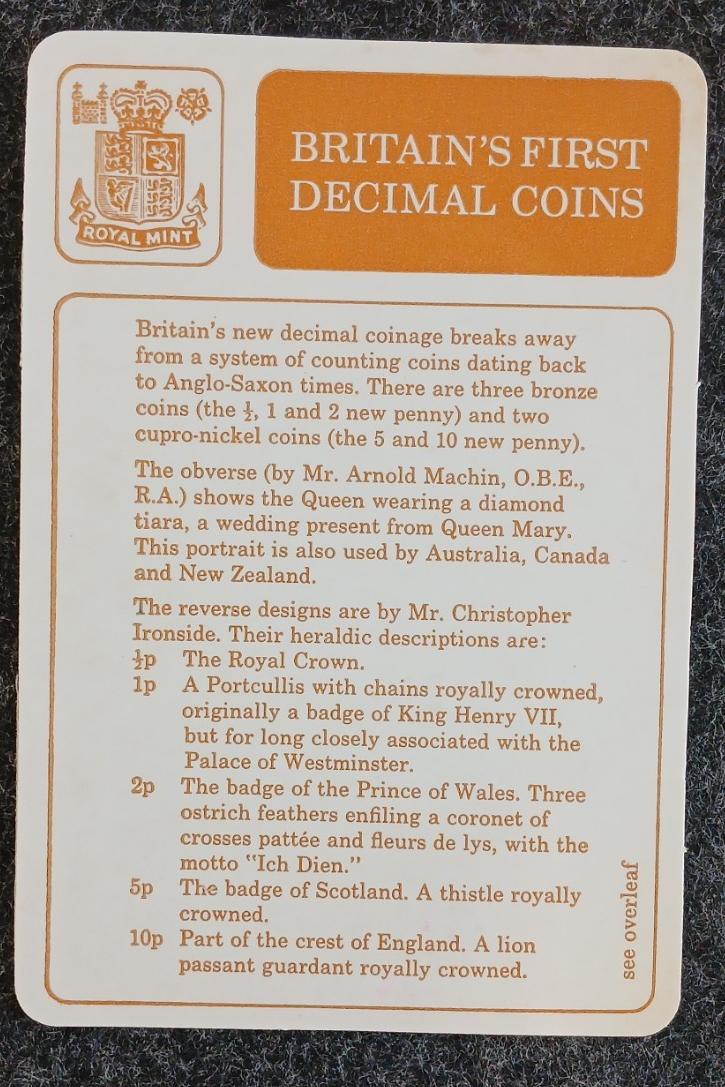 ROYAL MINT
BRITAIN'S FIRST
DECIMAL COINS
Britain's new decimal coinage breaks away
from a system of counting coins dating back
to Anglo-Saxon times. There are three bronze
coins (the ½, 1 and 2 new penny) and two
cupro-nickel coins (the 5 and 10 new penny).
The obverse (by Mr. Arnold Machin, O.B.E.,
R.A.) shows the Queen wearing a diamond
tiara, a wedding present from Queen Mary.
This portrait is also used by Australia, Canada
and New Zealand.
The reverse designs are by Mr. Christopher
Ironside. Their heraldic descriptions are:
½p The Royal Crown.
1p A Portcullis with chains royally crowned,
originally a badge of King Henry VII,
but for long closely associated with the
Palace of Westminster.
2p The badge of the Prince of Wales. Three
ostrich feathers enfiling a coronet of
crosses pattée and fleurs de lys, with the
motto "Ich Dien."
5p The badge of Scotland. A thistle royally
crowned.
10p Part of the crest of England. A lion
passant guardant royally crowned.
see overleaf